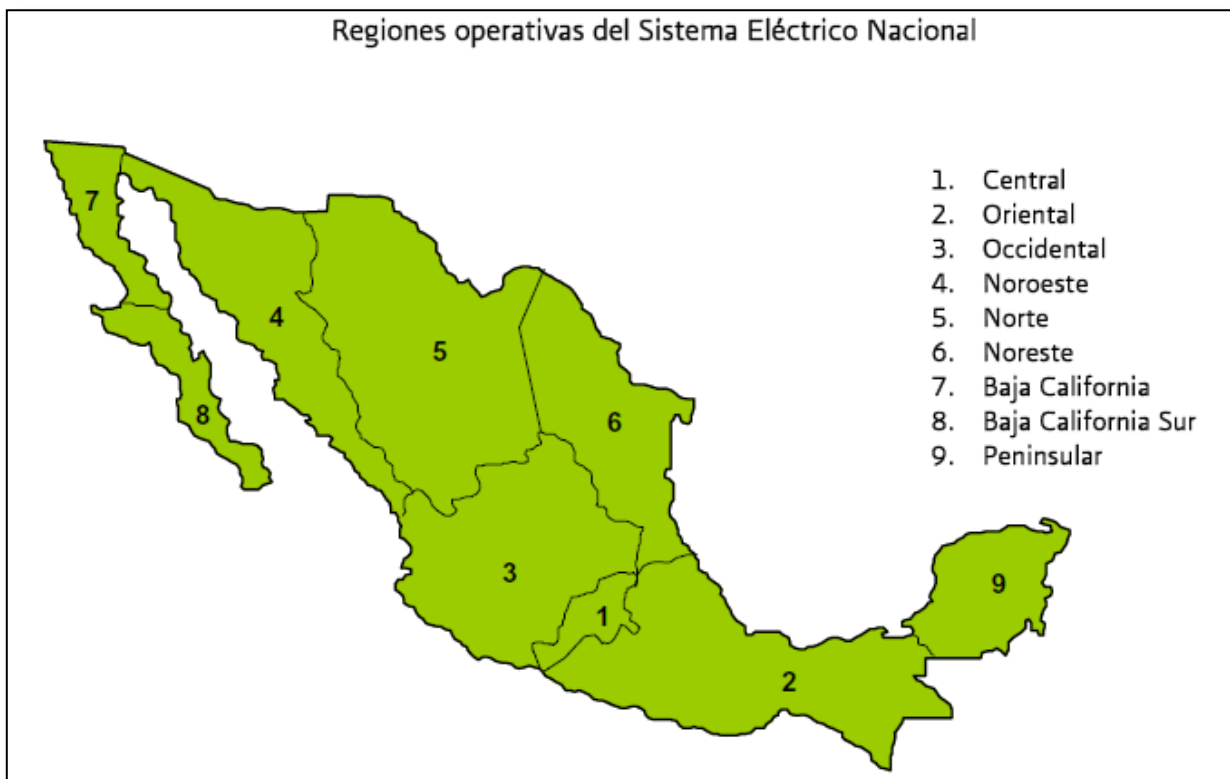 Regiones operativas del Sistema Eléctrico Nacional
1. Central
2. Oriental
3. Occidental
4. Noroeste
5. Norte
6. Noreste
7. Baja California
8. Baja California Sur
9. Peninsular
7
4
5
6
8
3
9
1
2